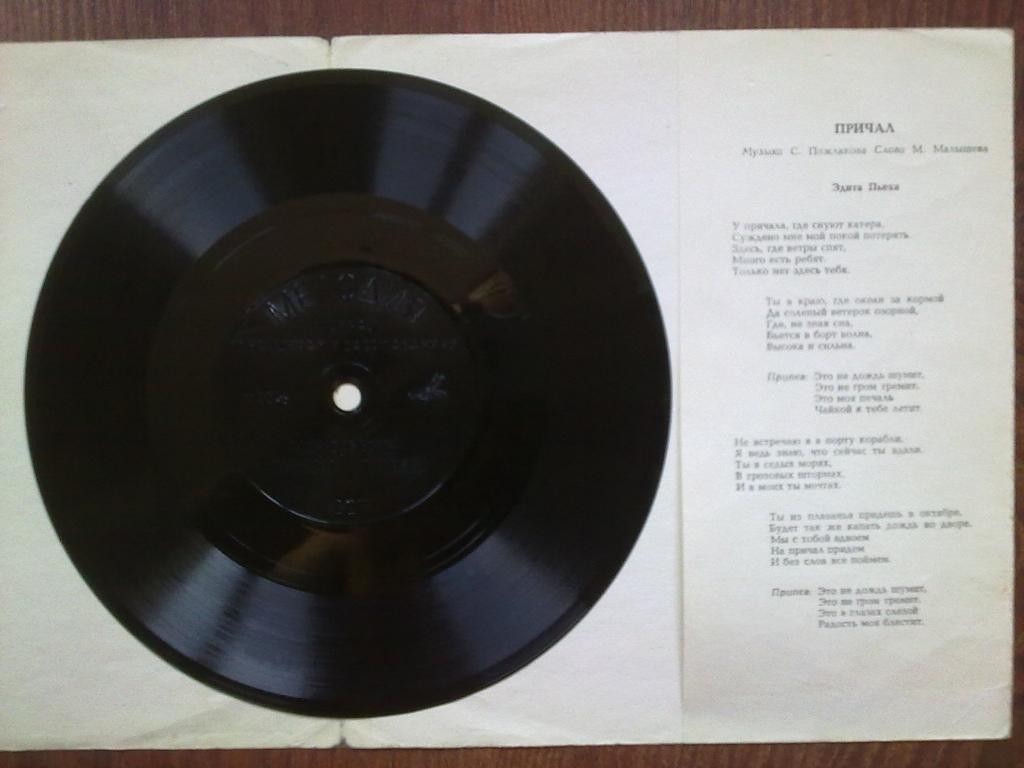 ПРИЧАЛ
Музыка С. Пожлакова Слова М. Малышева
Эдита Пьеха
У причала, где снуют катера,
Суждено мне мой покой потерять.
Здесь, где ветры спят,
Много есть ребят.
Только нет здесь тебя.
Ты в краю, где океан за кормой
Да соленый ветерок озорной,
Где, не зная сна,
Бьется в борт волна,
Высока и сильна.
Припев: Это не дождь шумит,
Это не гром гремит,
Это моя печаль
Чайкой к тебе летит.
Не встречаю я в порту корабли.
Я ведь знаю, что сейчас ты вдали.
Ты в седых морях,
В грозовых штормах,
И в моих ты мечтах.
Ты из плаванья придешь в октябре,
Будет так же капать дождь во дворе.
Мы с тобой вдвоем
На причал придем
И без слов все поймем.
Припев: Это не дождь шумит,
Это не гром гремит,
Это в глазах слезой
Радость моя блестит.